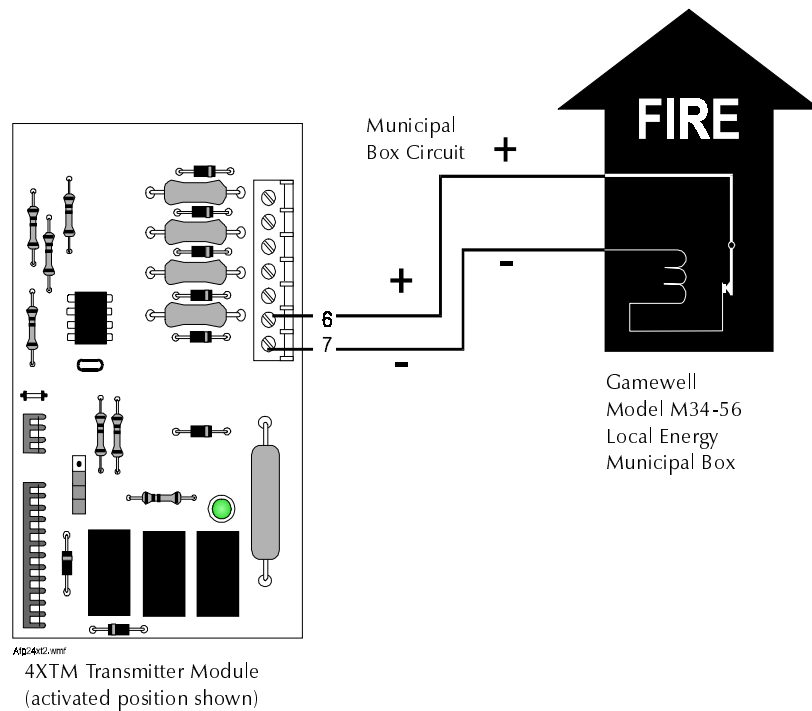 FIRE
Municipal
Box Circuit
+
-
+
6
7
-
Gamewell
Model M34-56
Local Energy
Municipal Box
Afp24xt2.wmf
4XTM Transmitter Module
(activated position shown)